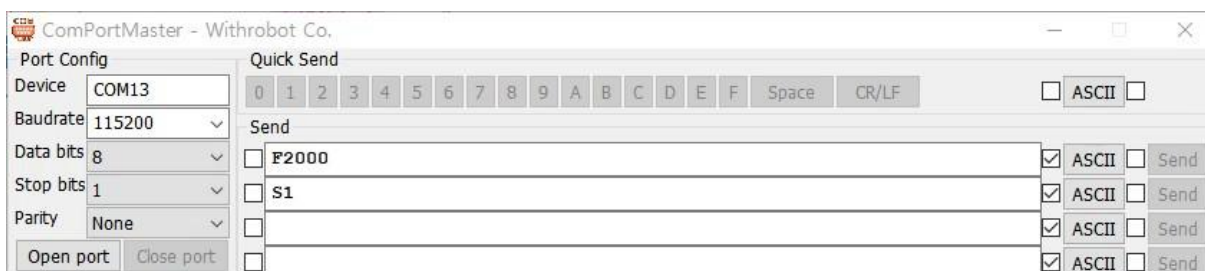 ComPortMaster - Withrobot Co.
Port Config
Quick Send
Device COM13
0 1 2 3 4 5 6 7 8 9 A B C D E F Space CR/LF ASCII
Baudrate 115200
Send
Data bits 8
F2000 ASCII Send
Stop bits 1
S1 ASCII Send
Parity None
ASCII Send
Open port Close port
ASCII Send